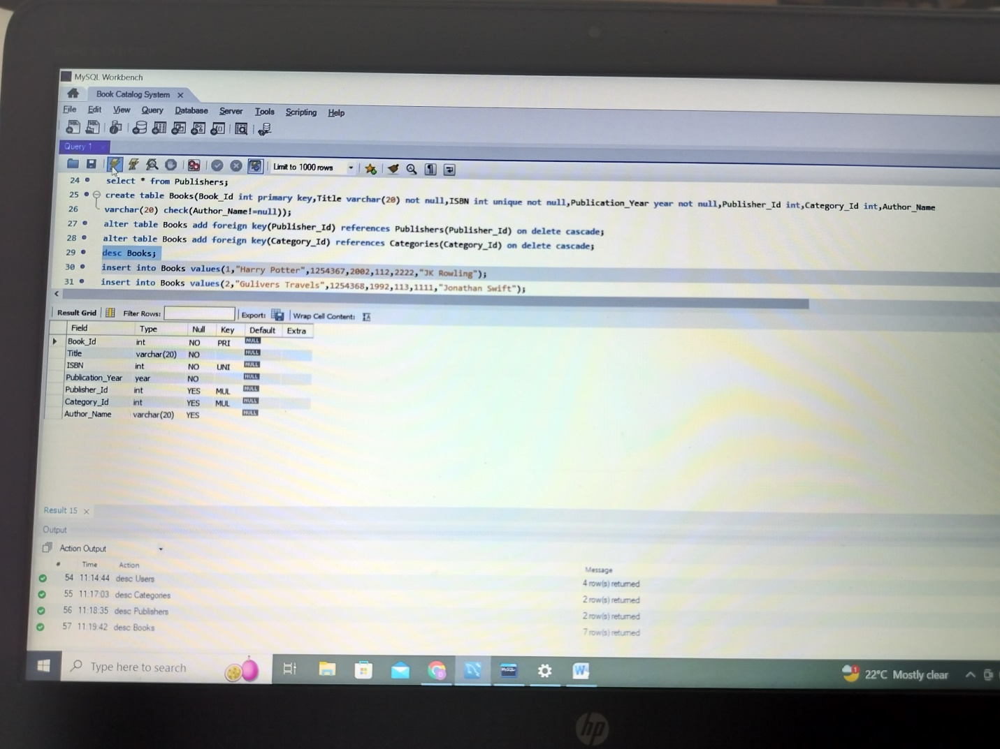 MySQL Workbench
Book Catalog System
File Edit View Query Database Server Tools Scripting Help
Query 1
Limit to 1000 rows
24 select * from Publishers;
25 create table Books(Book_Id int primary key,Title varchar(20) not null,ISBN int unique not null,Publication_Year year not null,Publisher_Id int,Category_Id int,Author_Name
26 varchar(20) check(Author_Name!=null));
27 alter table Books add foreign key(Publisher_Id) references Publishers(Publisher_Id) on delete cascade;
28 alter table Books add foreign key(Category_Id) references Categories(Category_Id) on delete cascade;
29 desc Books;
30 insert into Books values(1,"Harry Potter",1254367,2002,112,2222,"JK Rowling");
31 insert into Books values(2,"Gulivers Travels",1254368,1992,113,1111,"Jonathan Swift");
Result Grid Filter Rows: Export: Wrap Cell Content:
Field Type Null Key Default Extra
Book_Id int NO PRI NULL
Title varchar(20) NO NULL
ISBN int NO UNI NULL
Publication_Year year NO NULL
Publisher_Id int YES MUL NULL
Category_Id int YES MUL NULL
Author_Name varchar(20) YES NULL
Result 15
Output
Action Output
# Time Action Message
54 11:14:44 desc Users 4 row(s) returned
55 11:17:03 desc Categories 2 row(s) returned
56 11:18:35 desc Publishers 2 row(s) returned
57 11:19:42 desc Books 7 row(s) returned
Type here to search
22°C Mostly clear
hp